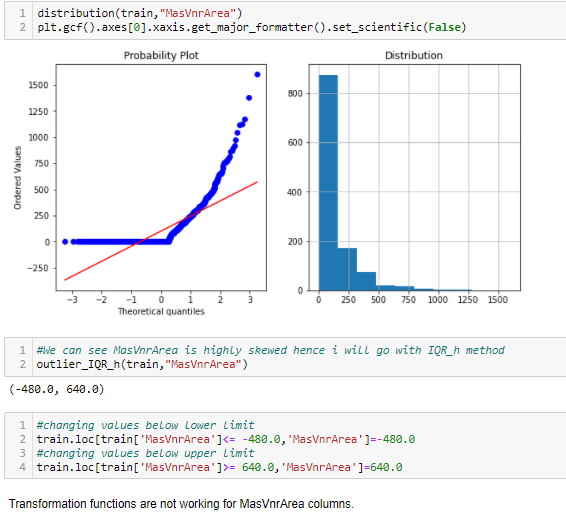 1 distribution(train,"MasVnrArea")
2 plt.gcf().axes[0].xaxis.get_major_formatter().set_scientific(False)
Probability Plot
Distribution
1500
1250
1000
750
500
250
0
−250
Ordered Values
−3 −2 −1 0 1 2 3
Theoretical quantiles
800
600
400
200
0
0 250 500 750 1000 1250 1500
1 #We can see MasVnrArea is highly skewed hence i will go with IQR_h method
2 outlier_IQR_h(train,"MasVnrArea")
(-480.0, 640.0)
1 #changing values below Lower limit
2 train.loc[train['MasVnrArea']<= -480.0,'MasVnrArea']=-480.0
3 #changing values below upper limit
4 train.loc[train['MasVnrArea']>= 640.0,'MasVnrArea']=640.0
Transformation functions are not working for MasVnrArea columns.